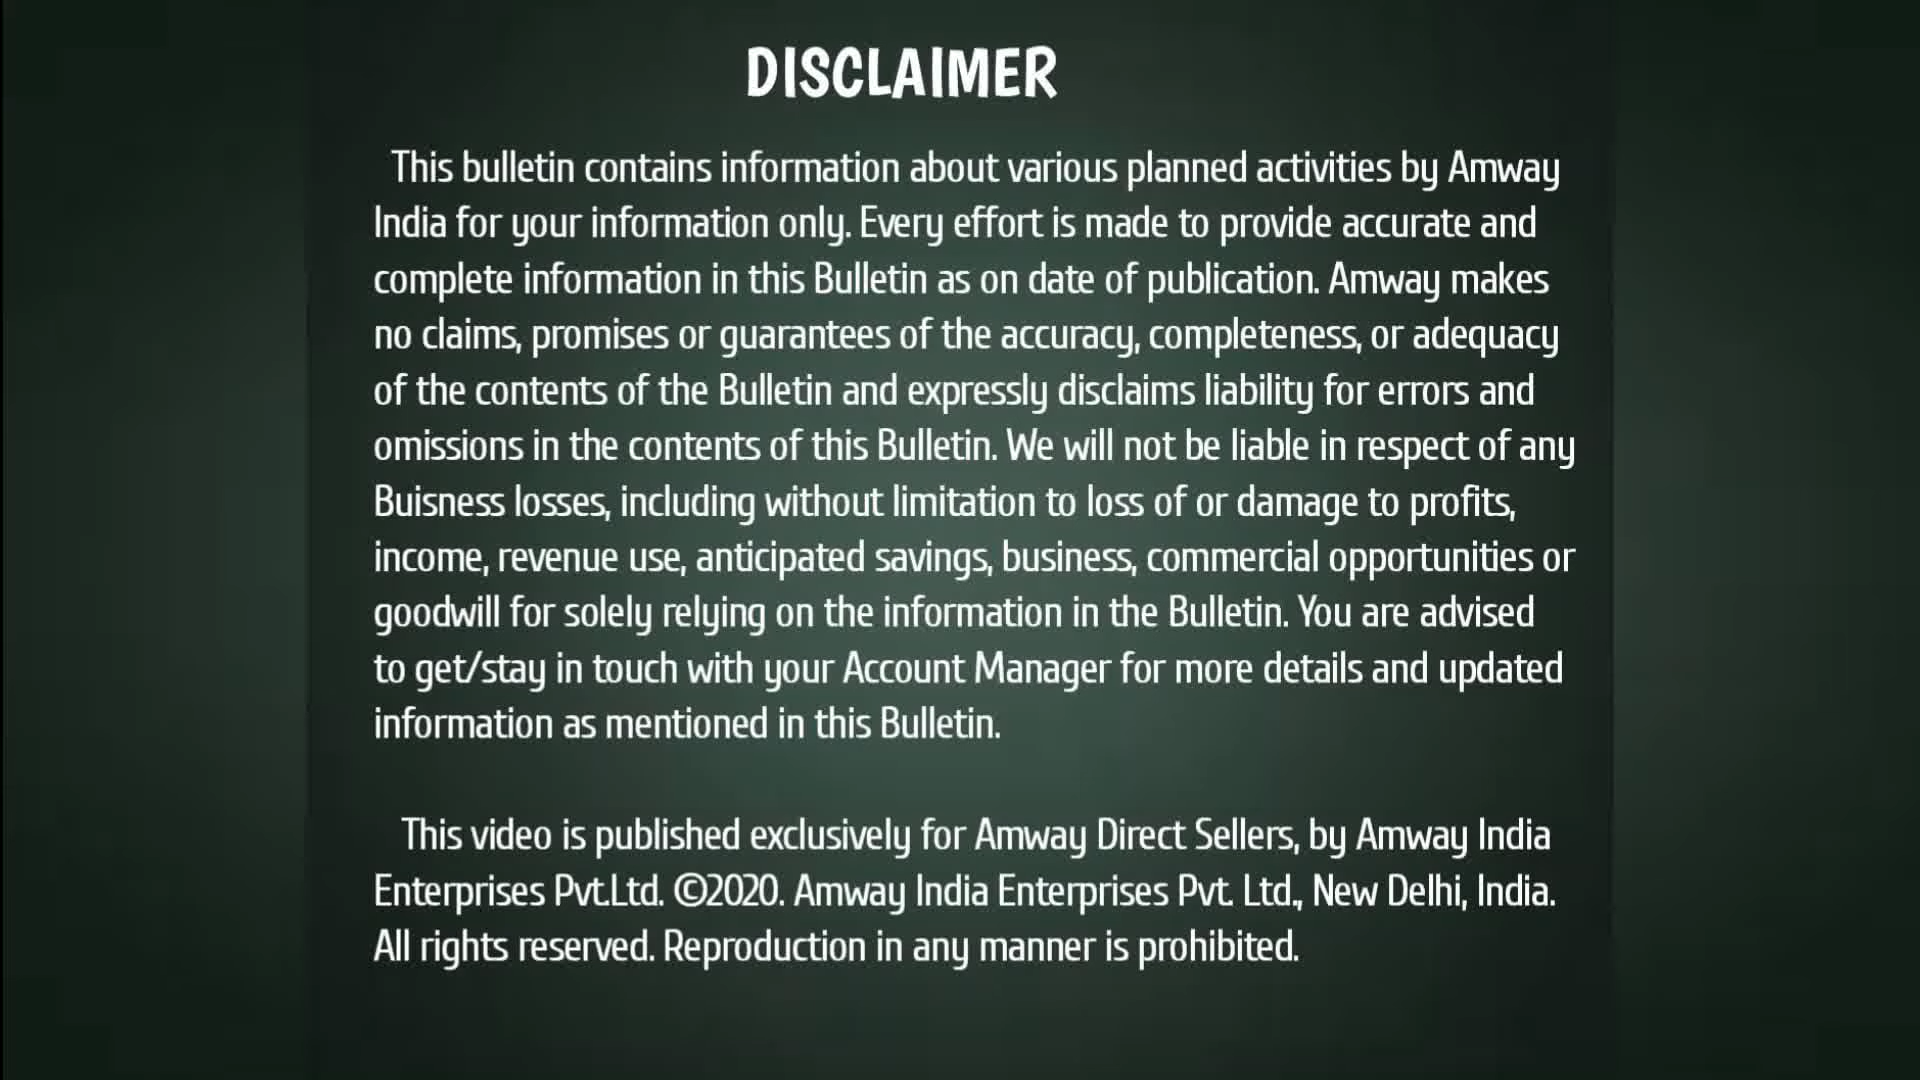 DISCLAIMER
This bulletin contains information about various planned activities by Amway
India for your information only. Every effort is made to provide accurate and
complete information in this Bulletin as on date of publication. Amway makes
no claims, promises or guarantees of the accuracy, completeness, or adequacy
of the contents of the Bulletin and expressly disclaims liability for errors and
omissions in the contents of this Bulletin. We will not be liable in respect of any
Buisness losses, including without limitation to loss of or damage to profits,
income, revenue use, anticipated savings, business, commercial opportunities or
goodwill for solely relying on the information in the Bulletin. You are advised
to get/stay in touch with your Account Manager for more details and updated
information as mentioned in this Bulletin.
This video is published exclusively for Amway Direct Sellers, by Amway India
Enterprises Pvt.Ltd. ©2020. Amway India Enterprises Pvt. Ltd., New Delhi, India.
All rights reserved. Reproduction in any manner is prohibited.